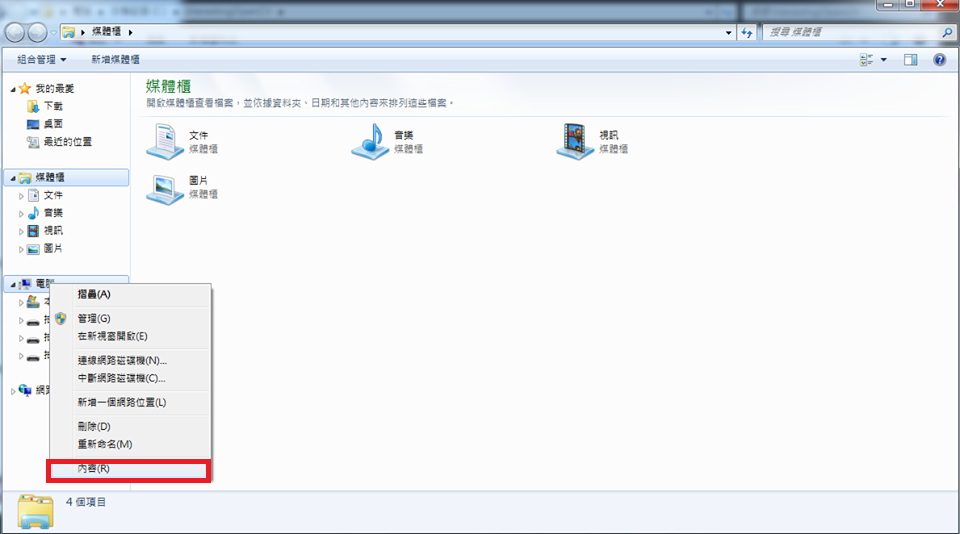 媒體櫃
搜尋 媒體櫃
組合管理
新增媒體櫃
我的最愛
下載
桌面
最近的位置
媒體櫃
文件
音樂
視訊
圖片
電腦
網路
媒體櫃
開啟媒體櫃查看檔案，並依據資料夾、日期和其他內容來排列這些檔案。
文件
媒體櫃
音樂
媒體櫃
視訊
媒體櫃
圖片
媒體櫃
摺疊(A)
管理(G)
在新視窗開啟(E)
連線網路磁碟機(N)...
中斷網路磁碟機(C)...
新增一個網路位置(L)
刪除(D)
重新命名(M)
內容(R)
4 個項目